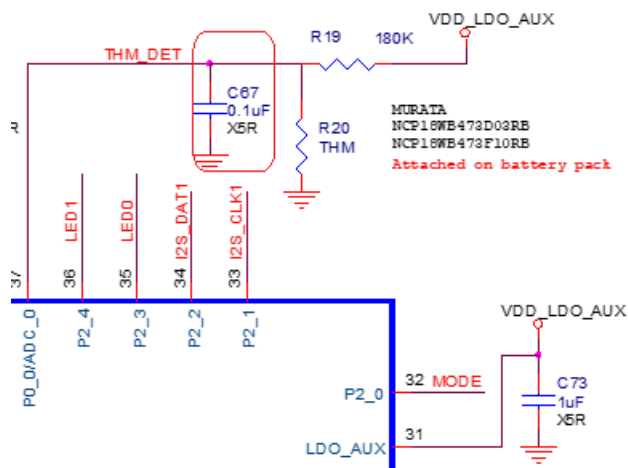 VDD_LDO_AUX
R19
180K
THM_DET
C67
0.1uF
X5R
R20
THM
MURATA
NCP18WB473D03RB
NCP18WB473F10RB
Attached on battery pack
LED1
LED0
I2S_DAT1
I2S_CLK1
37
36
35
34
33
P0_0/ADC_0
P2_4
P2_3
P2_2
P2_1
VDD_LDO_AUX
P2_0
32
MODE
C73
1uF
X5R
LDO_AUX
31